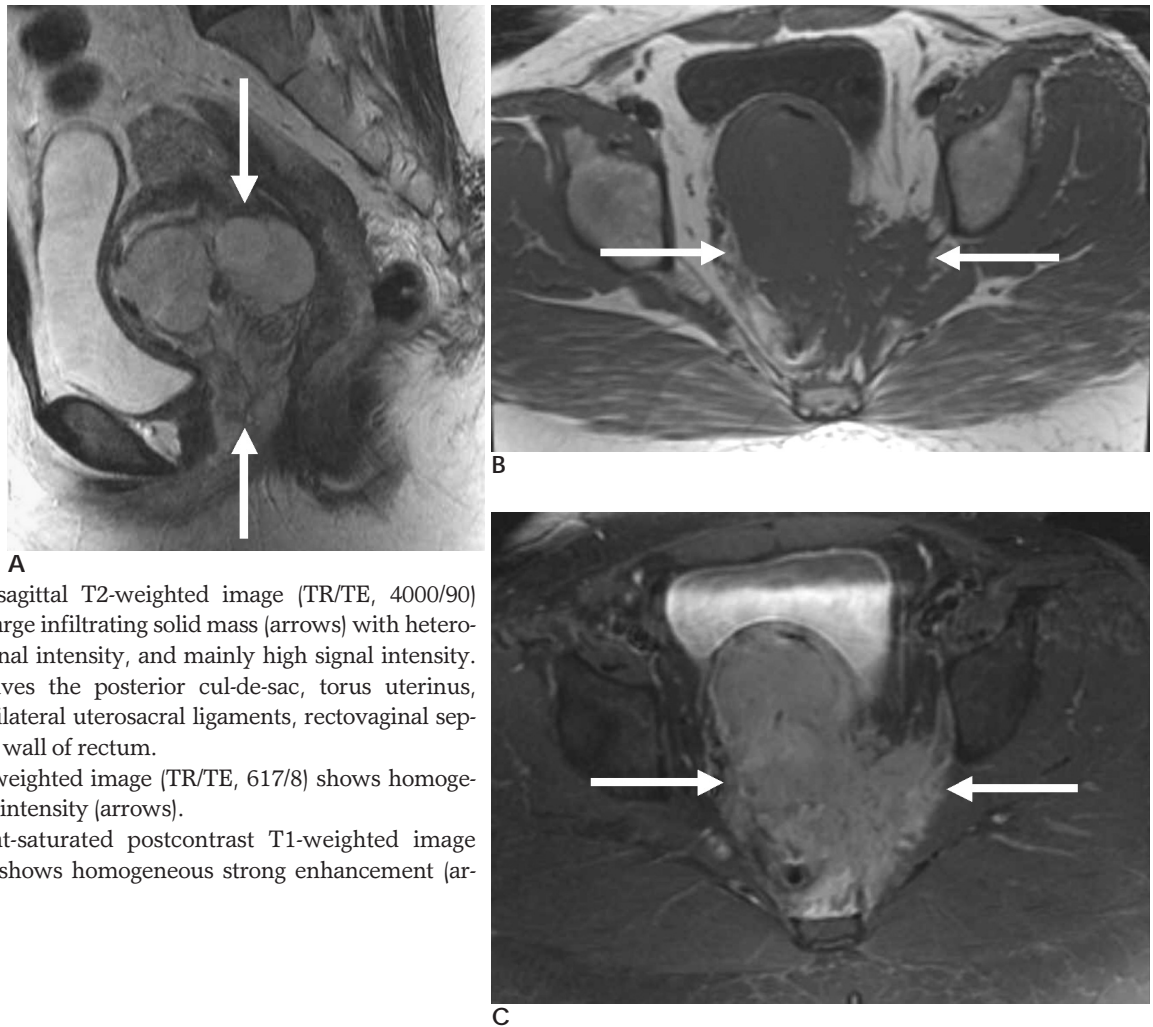 A
B
sagittal T2-weighted image (TR/TE, 4000/90)
arge infiltrating solid mass (arrows) with hetero-
nal intensity, and mainly high signal intensity.
ves the posterior cul-de-sac, torus uterinus,
ilateral uterosacral ligaments, rectovaginal sep-
wall of rectum.
weighted image (TR/TE, 617/8) shows homoge-
intensity (arrows).
at-saturated postcontrast T1-weighted image
shows homogeneous strong enhancement (ar-
C